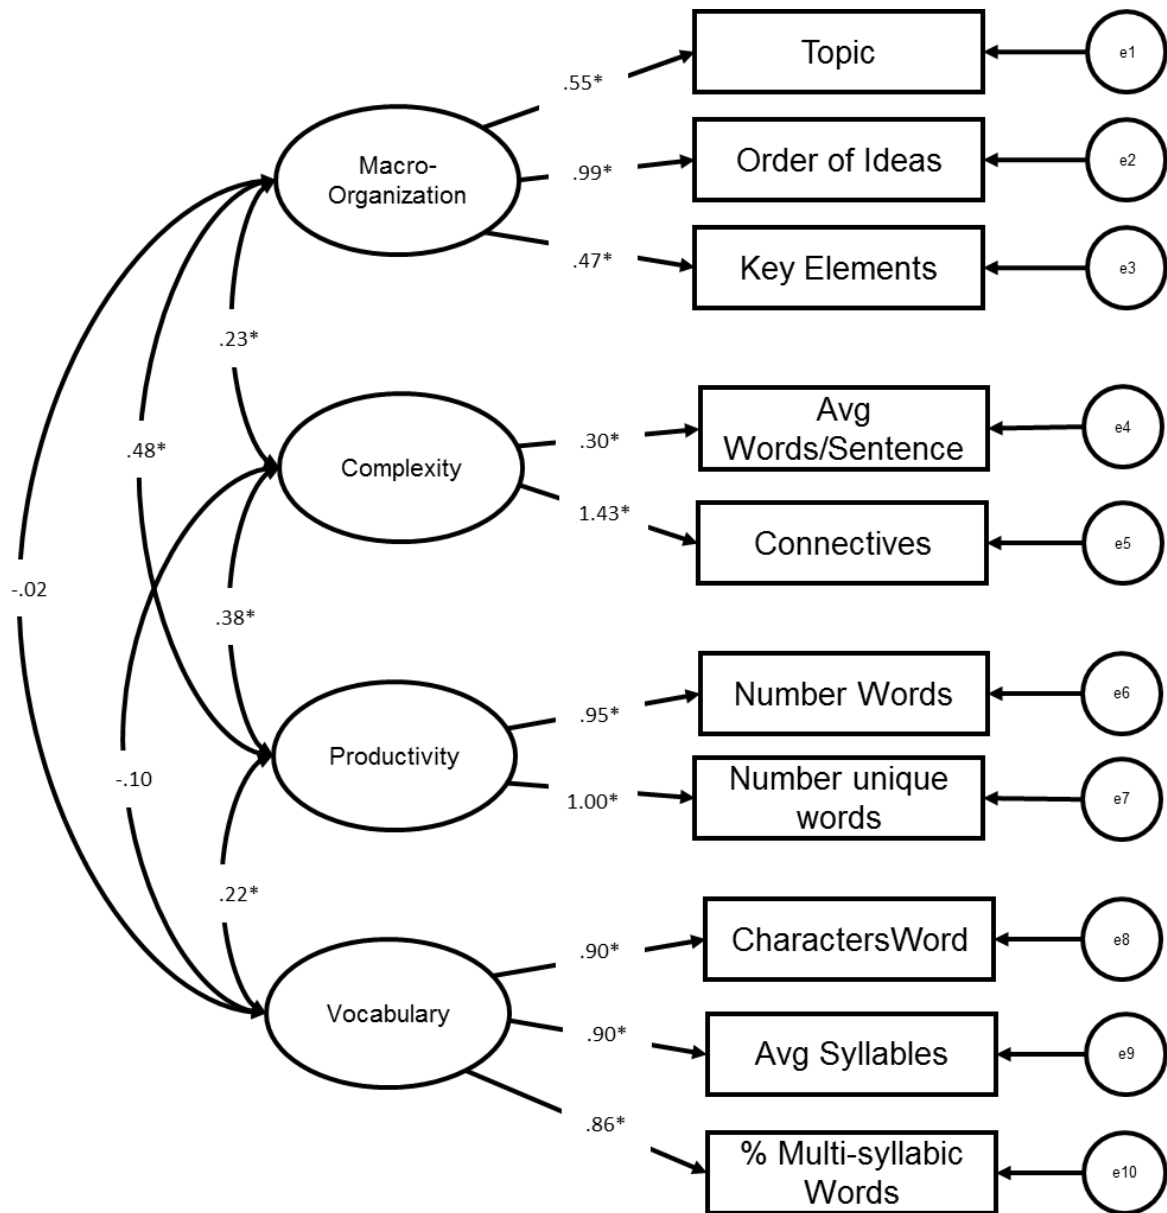 Topic
e1
.55*
Macro-
Organization
.99*
Order of Ideas
e2
.47*
Key Elements
e3
.23*
.48*
-.02
Complexity
.30*
Avg
Words/Sentence
e4
1.43*
Connectives
e5
.38*
-.10
Productivity
.95*
Number Words
e6
1.00*
Number unique
words
e7
.22*
Vocabulary
.90*
CharactersWord
e8
.90*
Avg Syllables
e9
.86*
% Multi-syllabic
Words
e10